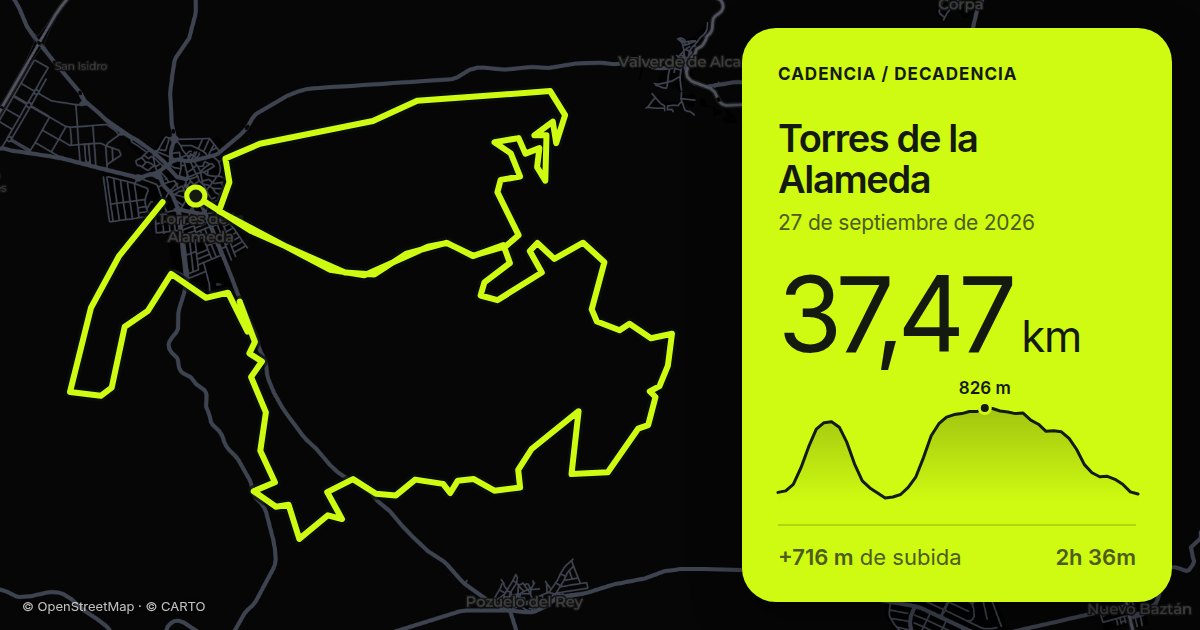 Corpa
San Isidro
Valverde de Alca
CADENCIA / DECADENCIA
Torres de la
Alameda
27 de septiembre de 2026
Torres de
Alameda
37,47 km
826 m
+716 m de subida
2h 36m
Pozuelo del Rey
© OpenStreetMap · © CARTO
Nuevo Baztán